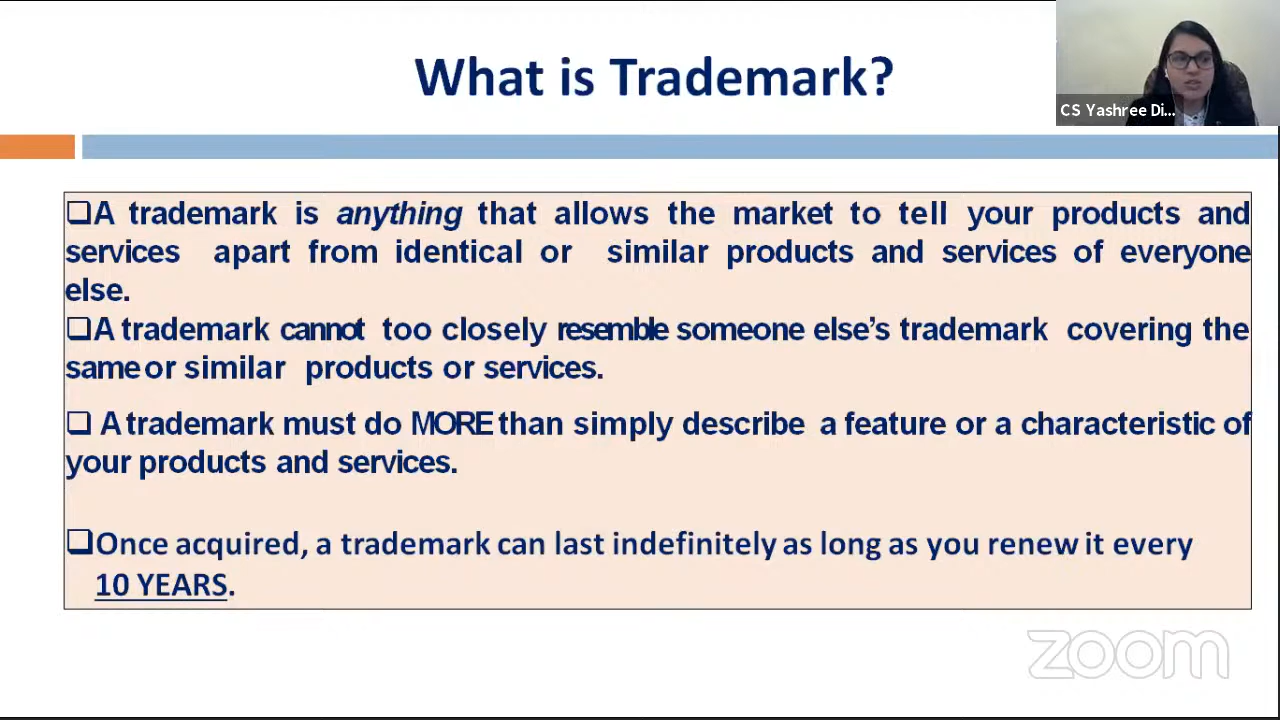 What is Trademark?
CS Yashree Di...
❑A trademark is anything that allows the market to tell your products and
services apart from identical or similar products and services of everyone
else.
❑A trademark cannot too closely resemble someone else’s trademark covering the
same or similar products or services.
❑ A trademark must do MORE than simply describe a feature or a characteristic of
your products and services.
❑Once acquired, a trademark can last indefinitely as long as you renew it every
10 YEARS.
zoom